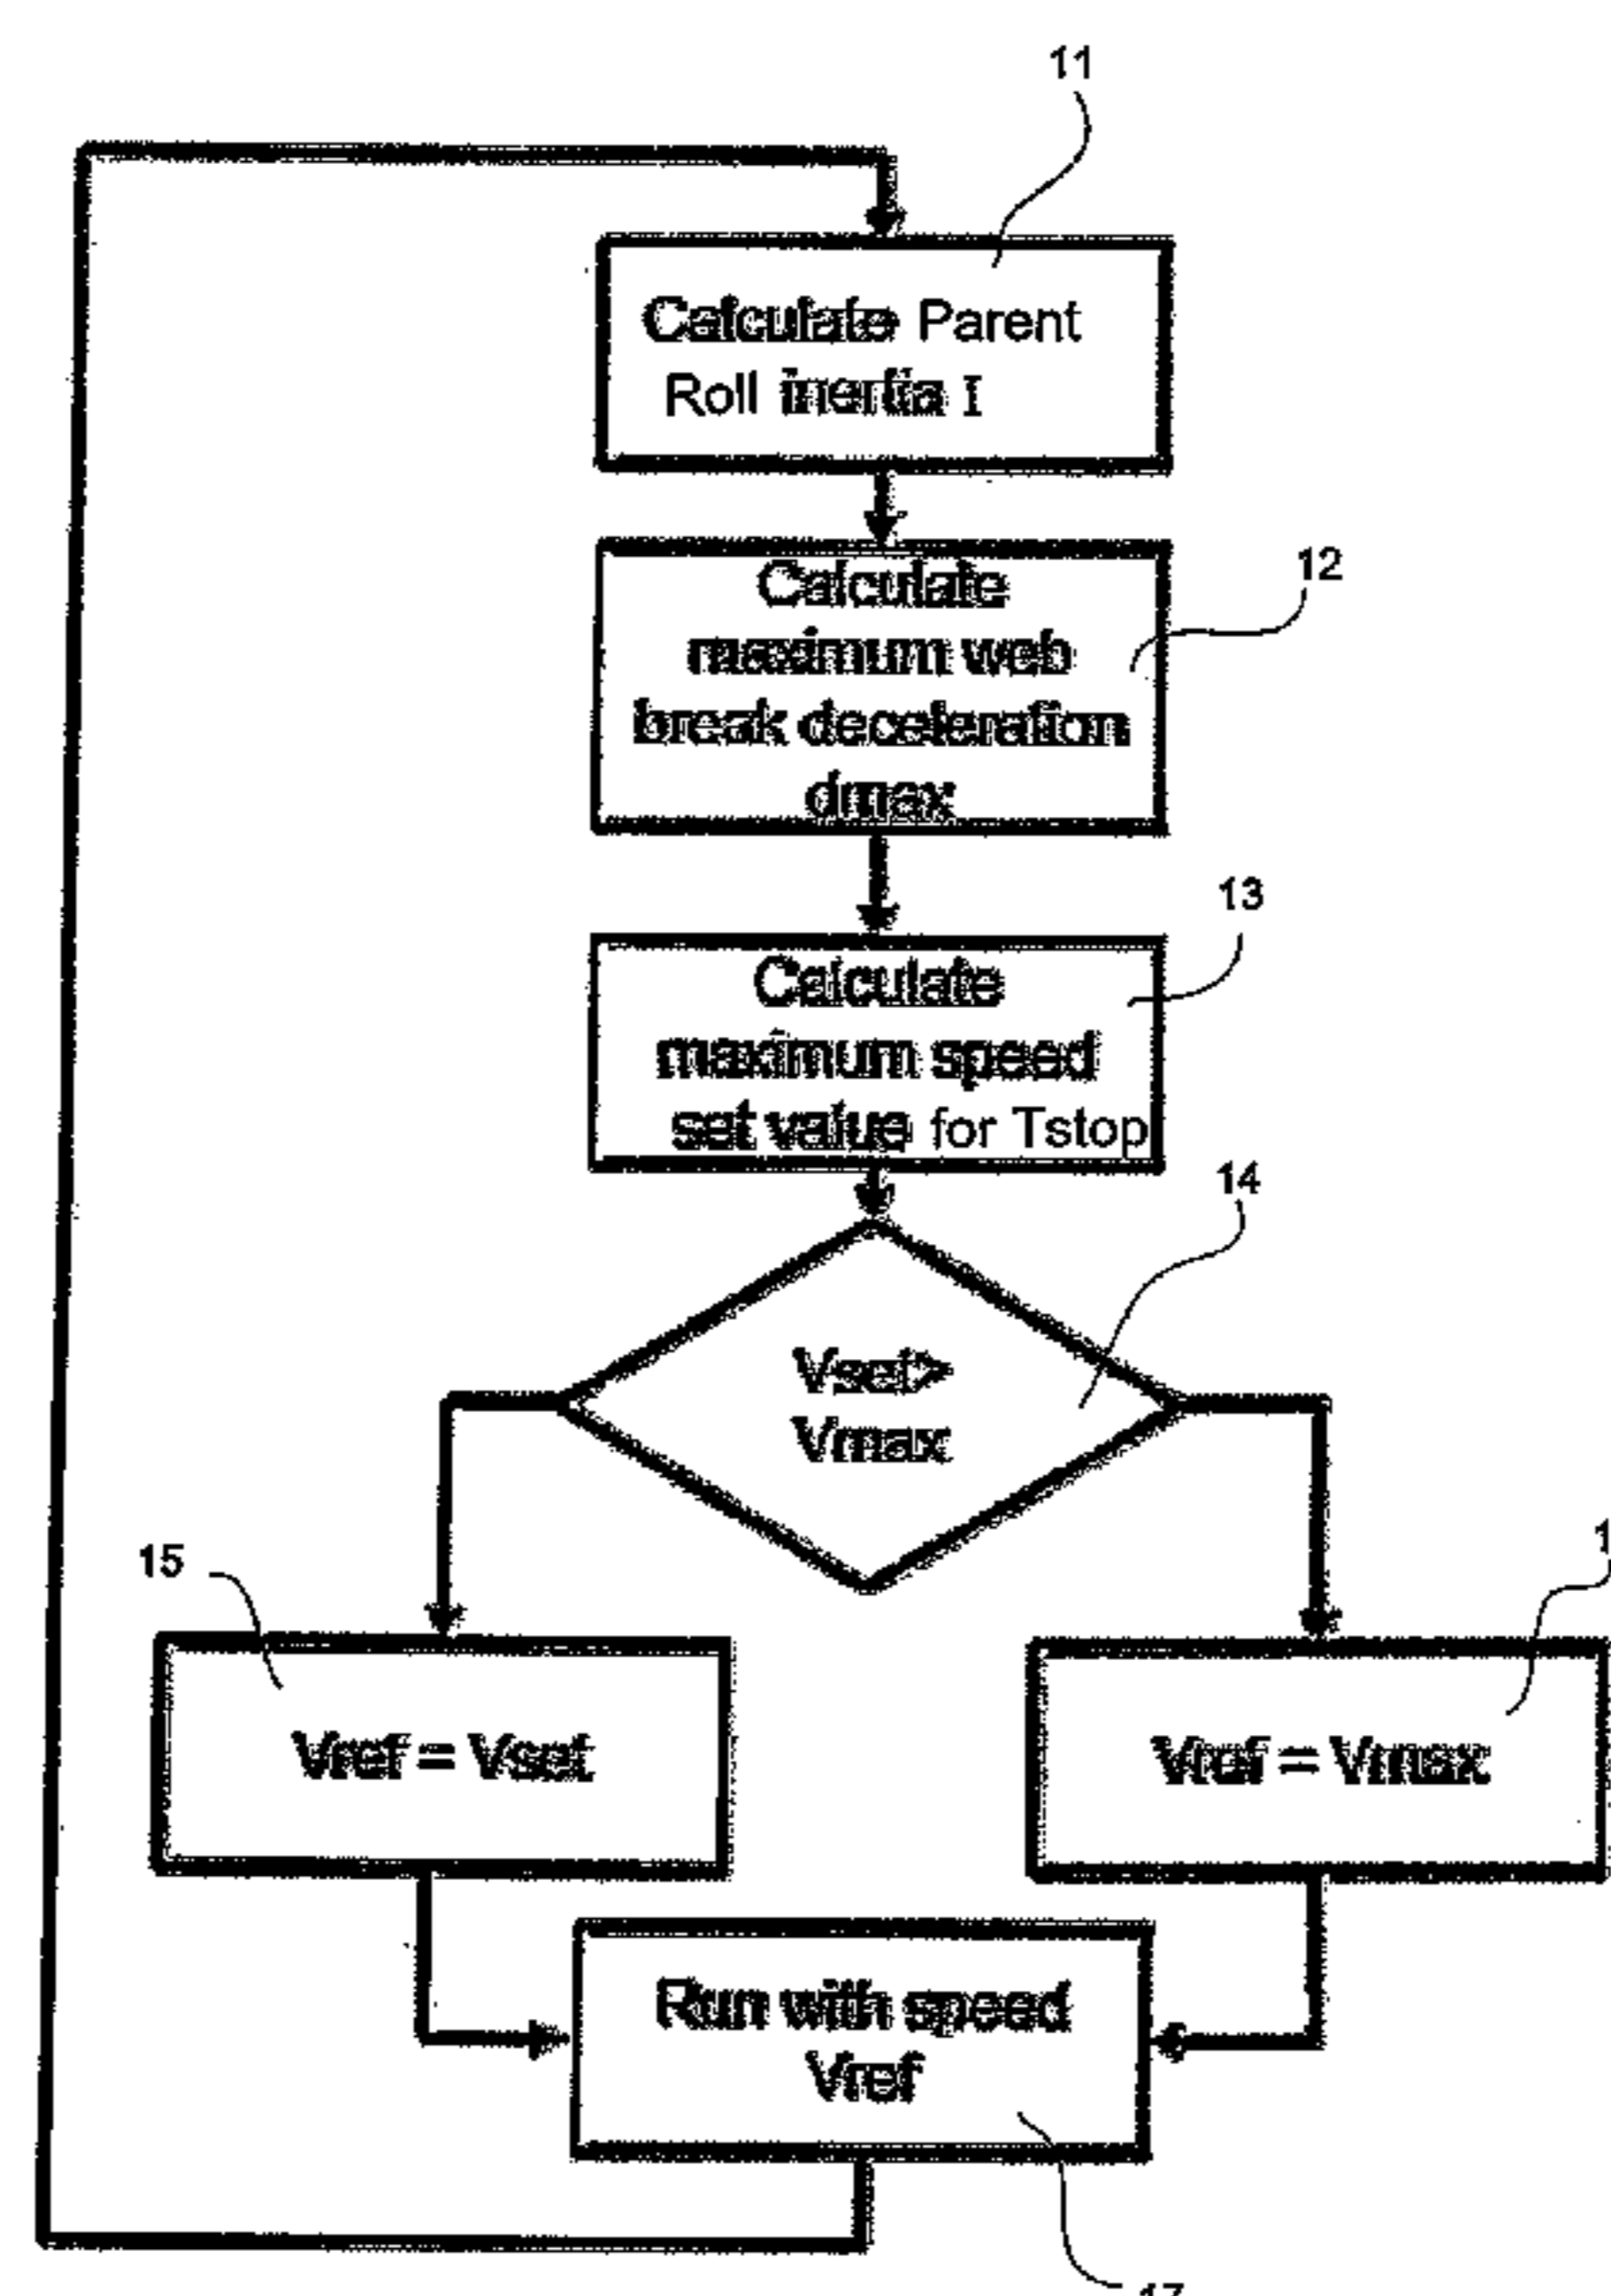 11
Calculate Parent
Roll inertia I
12
Calculate
maximum web
break deceleration
dmax
13
Calculate
maximum speed
set value for Tstop
14
Vset>
Vmax
15
Vref = Vset
Vref = Vmax
Run with speed
Vref
17